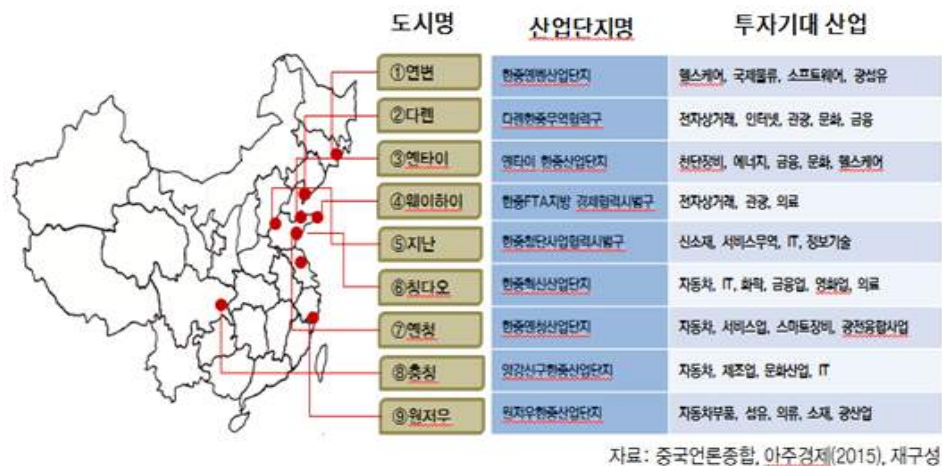 도시명 산업단지명 투자기대 산업
①연변 한중옌볜산업단지 헬스케어, 국제물류, 소프트웨어, 광섬유
②다롄 다롄한중무역협력구 전자상거래, 인터넷, 관광, 문화, 금융
③옌타이 옌타이 한중산업단지 첨단장비, 에너지, 금융, 문화, 헬스케어
④웨이하이 한중FTA지방 경제협력시범구 전자상거래, 관광, 의료
⑤지난 한중첨단사업협력시범구 신소재, 서비스무역, IT, 정보기술
⑥칭다오 한중혁신산업단지 자동차, IT, 화학, 금융업, 영화업, 의료
⑦옌청 한중옌청산업단지 자동차, 서비스업, 스마트장비, 광전융합사업
⑧충칭 양강신구한중산업단지 자동차, 제조업, 문화산업, IT
⑨원저우 원저우한중산업단지 자동차부품, 섬유, 의류, 소재, 광산업
자료: 중국언론종합, 아주경제(2015), 재구성